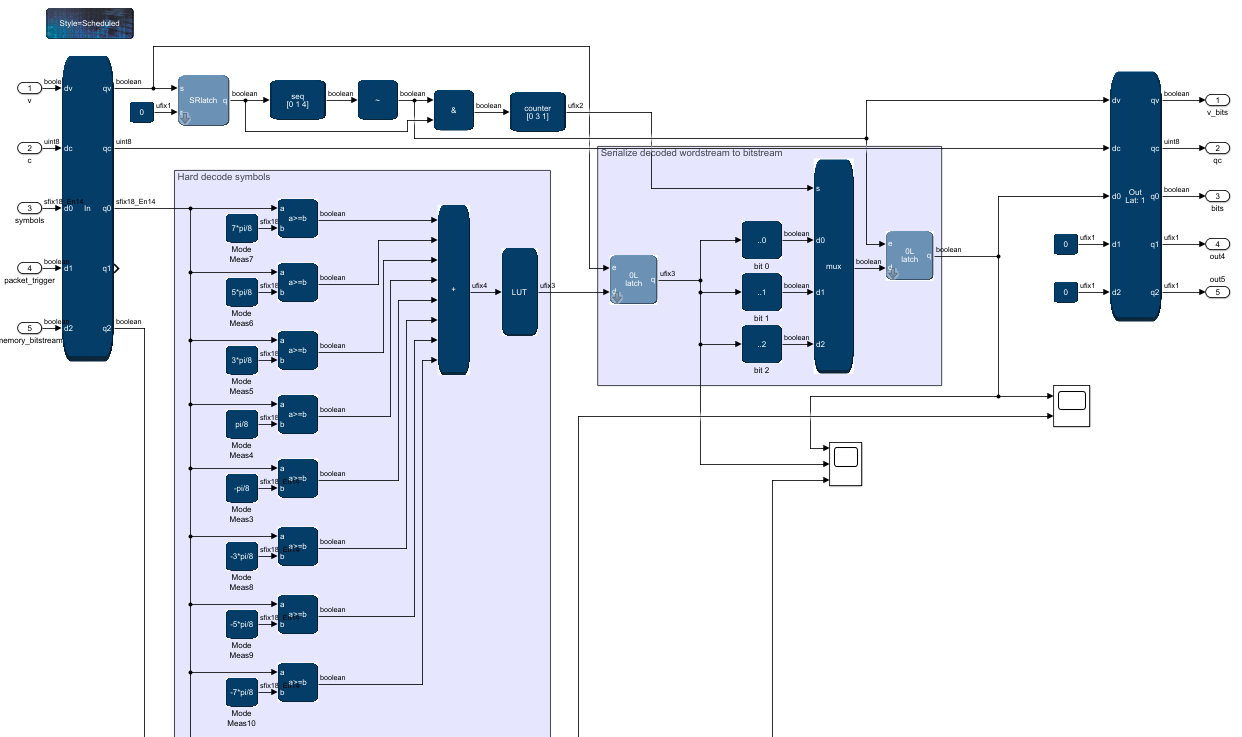 Style=Scheduled
1
v
boole
dv
qv
boolean
s
SRlatch
q
0
ufix1
boolean
seq
[0 1 4]
boolean
~
boolean
&
boolean
counter
[0 3 1]
ufix2
2
c
uint8
dc
qc
uint8
3
symbols
sfix18_En14
d0
In
q0
sfix18_En14
4
packet_trigger
boolea
d1
q1
5
memory_bitstream
boolea
d2
q2
boolean
Hard decode symbols
7*pi/8
Mode
Meas7
sfix18
a
b
a>=b
boolean
5*pi/8
Mode
Meas6
sfix18
a
b
a>=b
boolean
3*pi/8
Mode
Meas5
sfix18
a
b
a>=b
boolean
pi/8
Mode
Meas4
sfix18
a
b
a>=b
boolean
-pi/8
Mode
Meas3
sfix18_En14
a
b
a>=b
boolean
-3*pi/8
Mode
Meas8
sfix18_En14
a
b
a>=b
boolean
-5*pi/8
Mode
Meas9
sfix18_En14
a
b
a>=b
boolean
-7*pi/8
Mode
Meas10
sfix18_En14
a
b
a>=b
boolean
+
ufix4
LUT
ufix3
Serialize decoded wordstream to bitstream
e
d
0L
latch
q
ufix3
..0
bit 0
boolean
..1
bit 1
boolean
..2
bit 2
boolean
s
d0
d1
d2
mux
boolean
e
d
0L
latch
q
boolean
0
ufix1
0
ufix1
dv
dc
d0
d1
d2
Out
Lat: 1
qv
qc
q0
q1
q2
boolean
1
v_bits
uint8
2
qc
boolean
3
bits
ufix1
4
out4
out5
ufix1
5